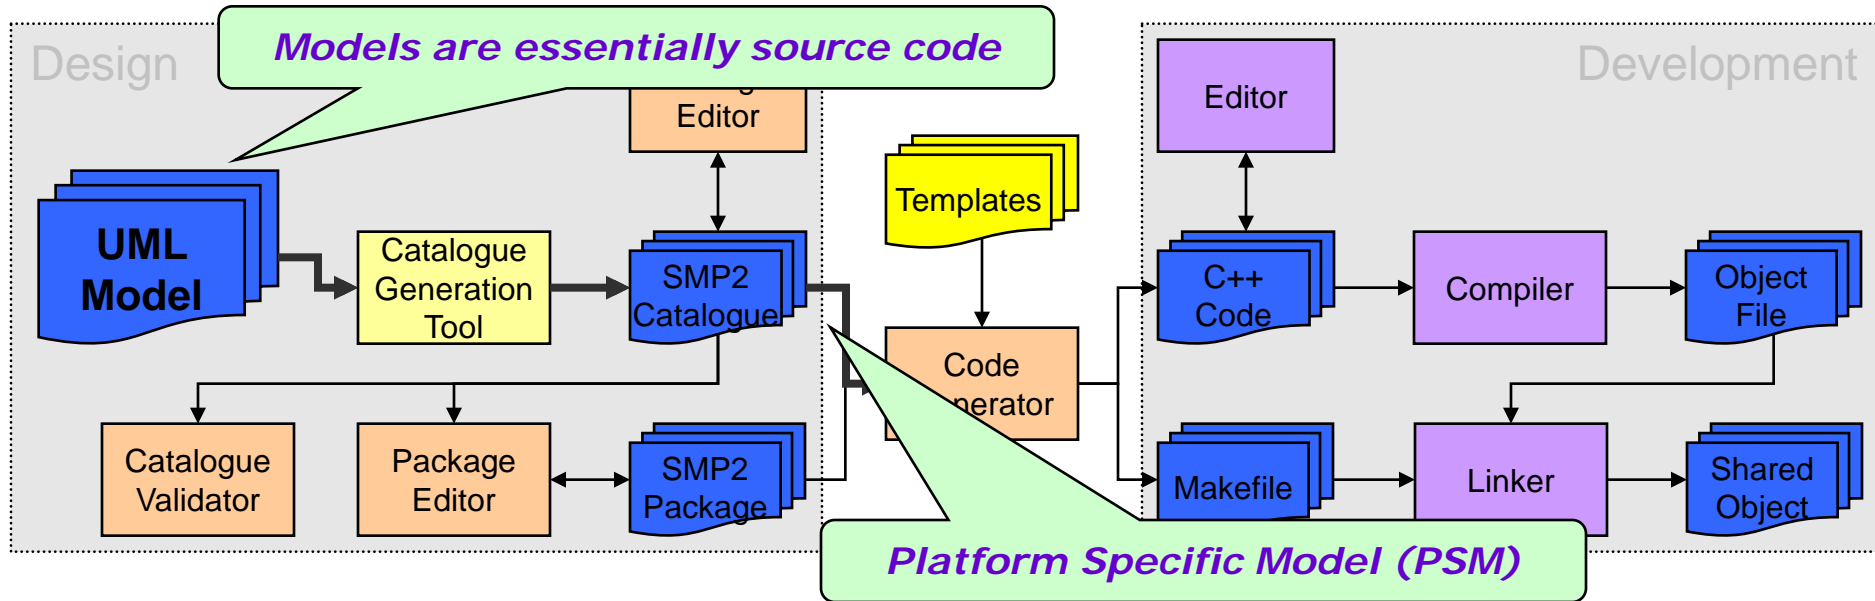 Models are essentially source code
Design
Development
Editor
Editor
Templates
UML
Model
Catalogue
Generation
Tool
SMP2
Catalogue
C++
Code
Compiler
Object
File
Code
Catalogue
Validator
Package
Editor
SMP2
Package
Makefile
Linker
Shared
Object
Platform Specific Model (PSM)